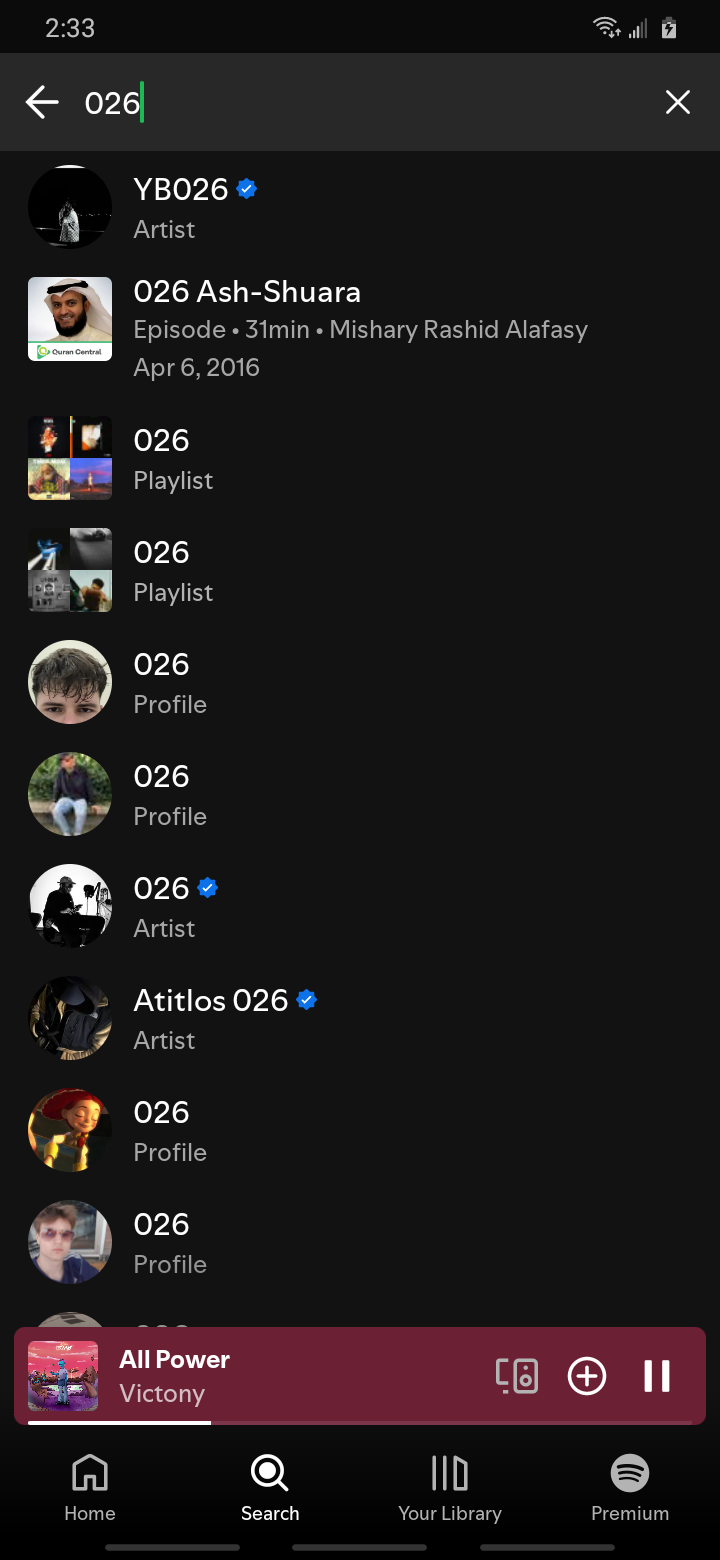 2:33
026
YB026
Artist
026 Ash-Shuara
Episode • 31min • Mishary Rashid Alafasy
Apr 6, 2016
Quran Central
026
Playlist
026
Playlist
026
Profile
026
Profile
026
Artist
Atitlos 026
Artist
026
Profile
026
Profile
All Power
Victony
Home
Search
Your Library
Premium